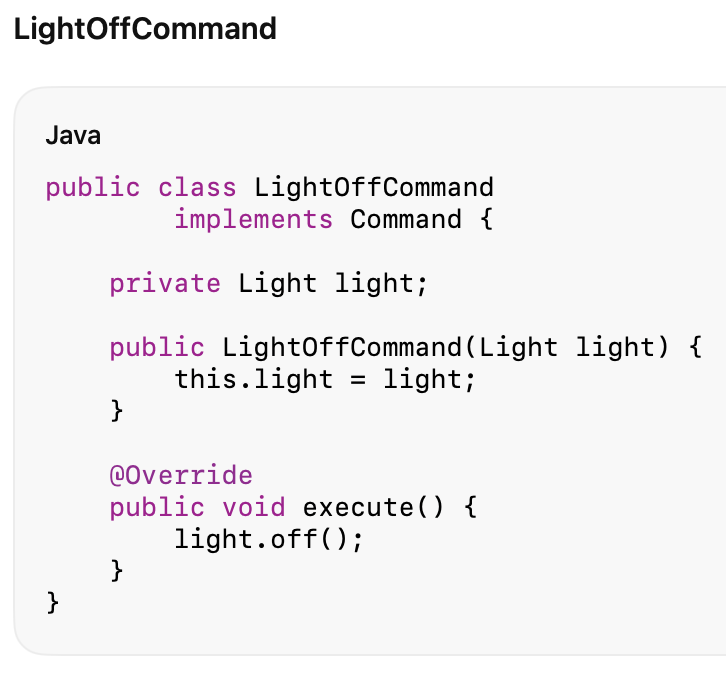 LightOffCommand
Java
public class LightOffCommand
        implements Command {
    private Light light;
    public LightOffCommand(Light light) {
        this.light = light;
    }
    @Override
    public void execute() {
        light.off();
    }
}